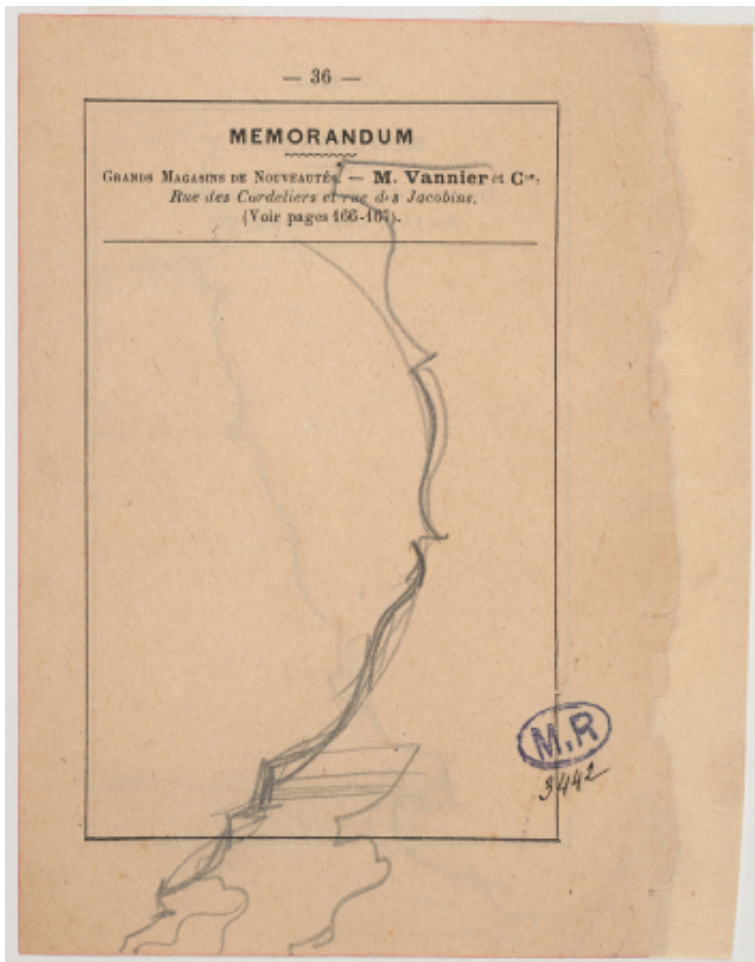 — 36 —
MEMORANDUM
GRANDS MAGASINS DE NOUVEAUTÉS. — M. Vannier et Cie,
Rue des Cordeliers et rue des Jacobins.
(Voir pages 166-167).
M.R
3442